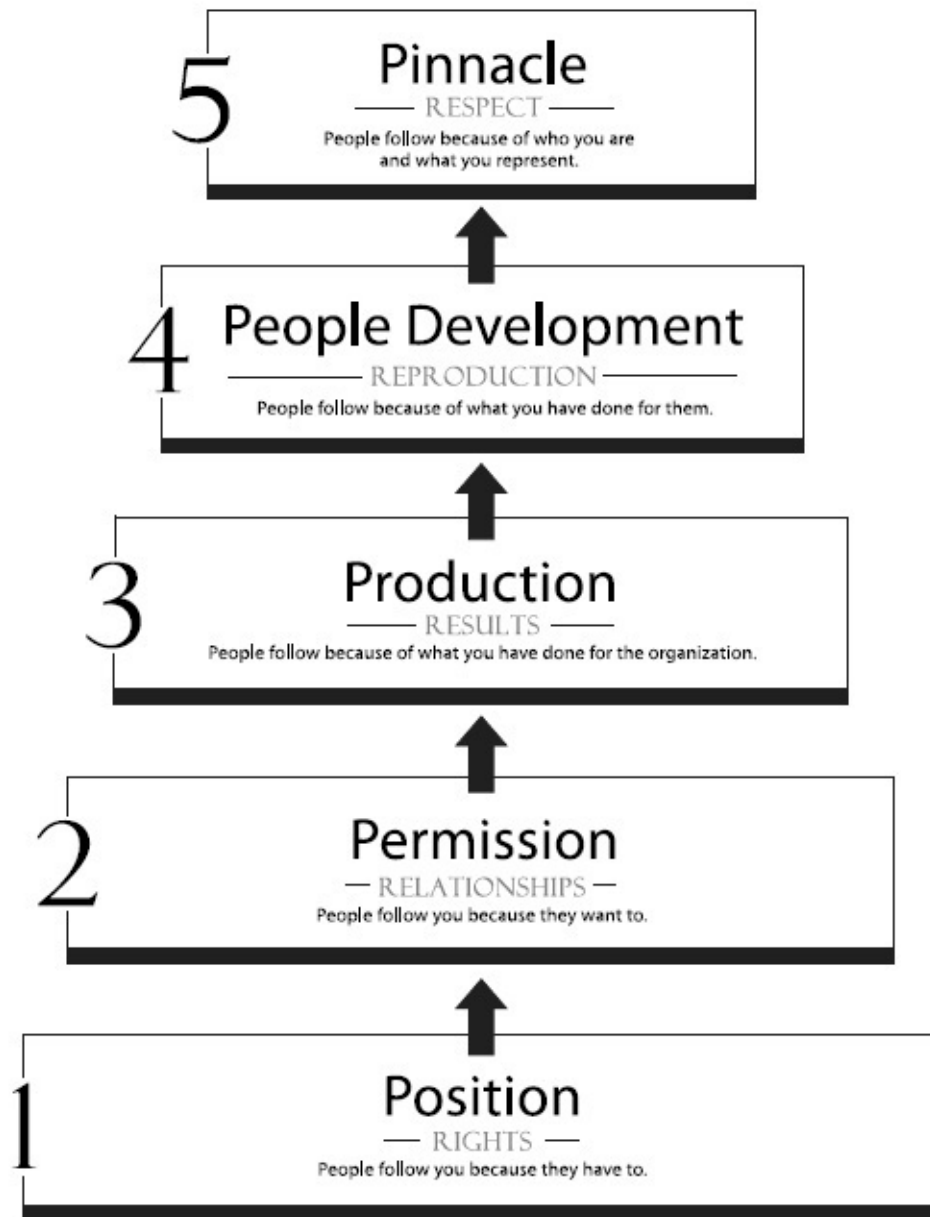 5
Pinnacle
RESPECT
People follow because of who you are
and what you represent.
4
People Development
REPRODUCTION
People follow because of what you have done for them.
3
Production
RESULTS
People follow because of what you have done for the organization.
2
Permission
RELATIONSHIPS
People follow you because they want to.
1
Position
RIGHTS
People follow you because they have to.